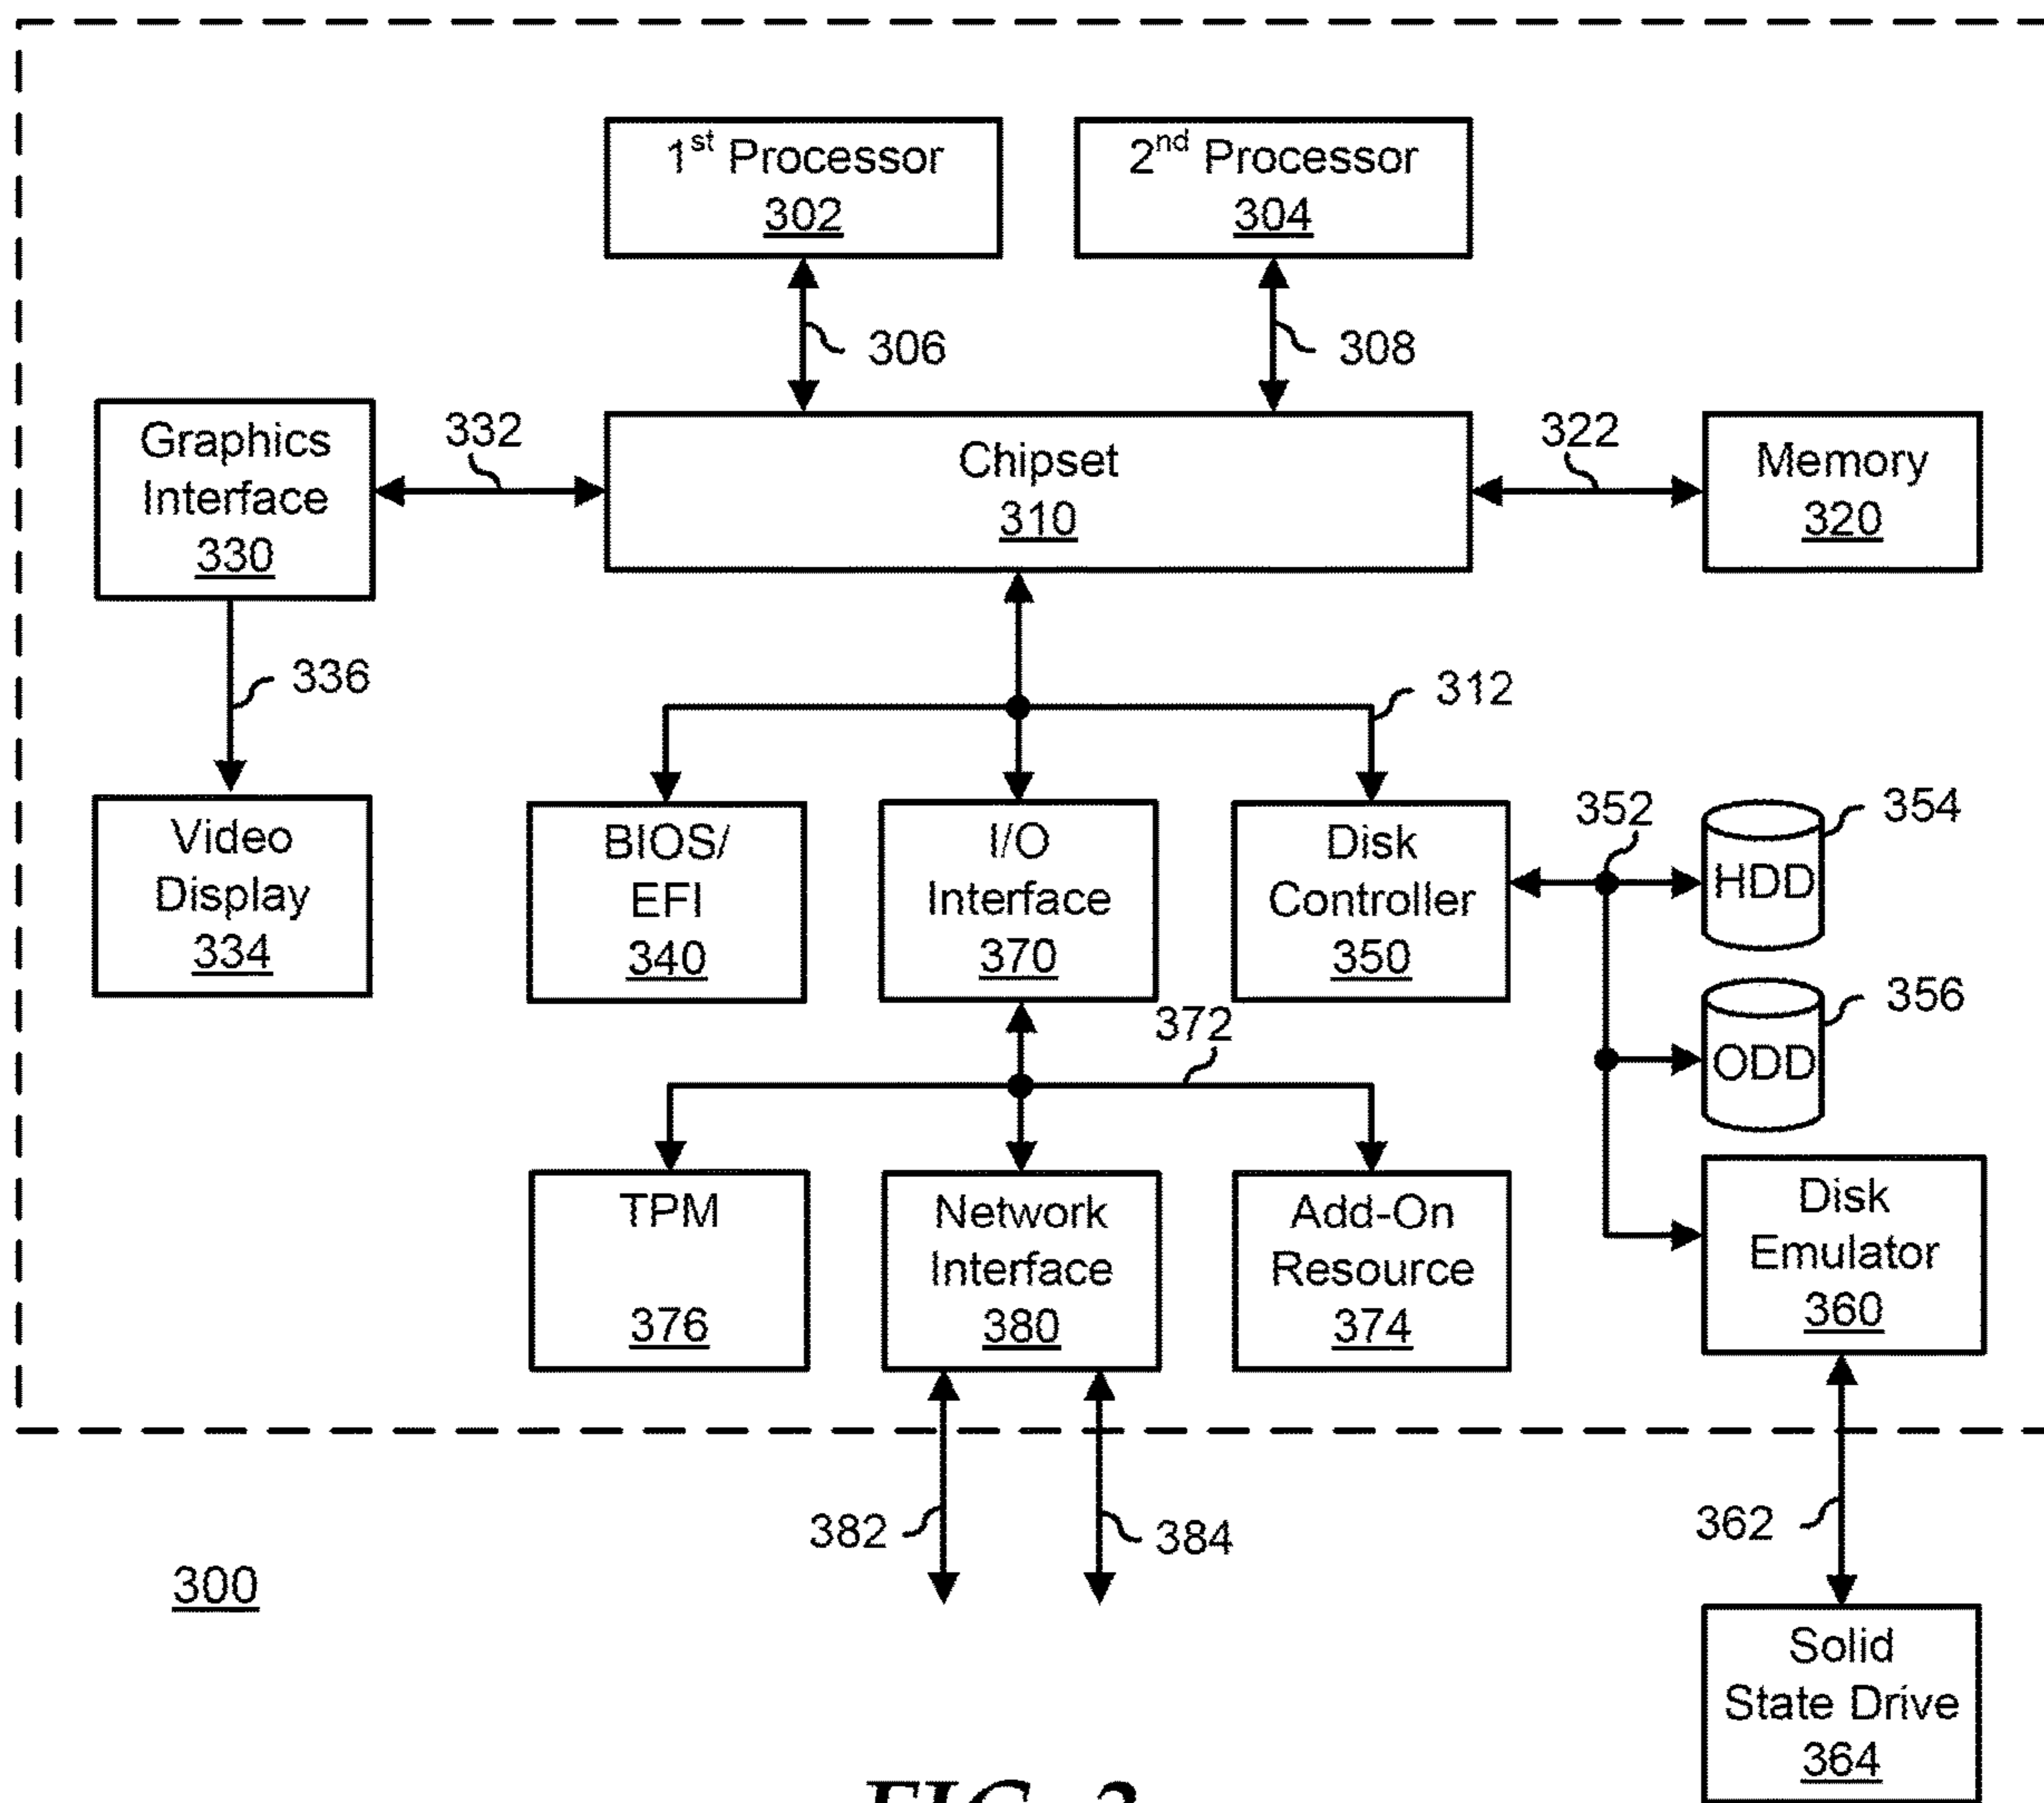 1st Processor
302
2nd Processor
304
306
308
Graphics
Interface
330
332
Chipset
310
322
Memory
320
336
312
Video
Display
334
BIOS/
EFI
340
I/O
Interface
370
Disk
Controller
350
352
HDD
354
ODD
356
372
TPM
376
Network
Interface
380
Add-On
Resource
374
Disk
Emulator
360
382
384
362
300
Solid
State Drive
364